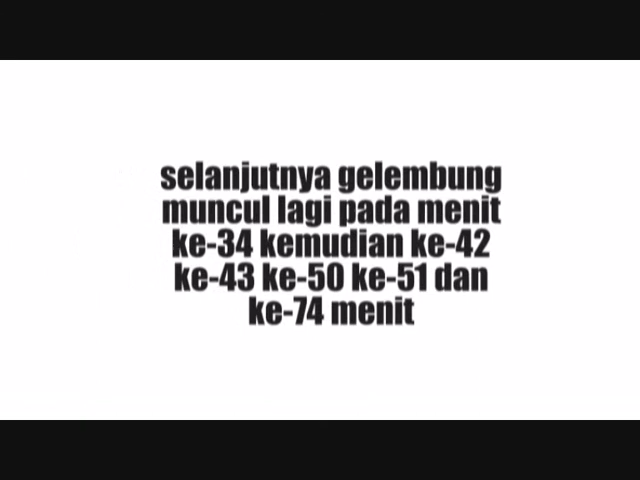 selanjutnya gelembung
muncul lagi pada menit
ke-34 kemudian ke-42
ke-43 ke-50 ke-51 dan
ke-74 menit